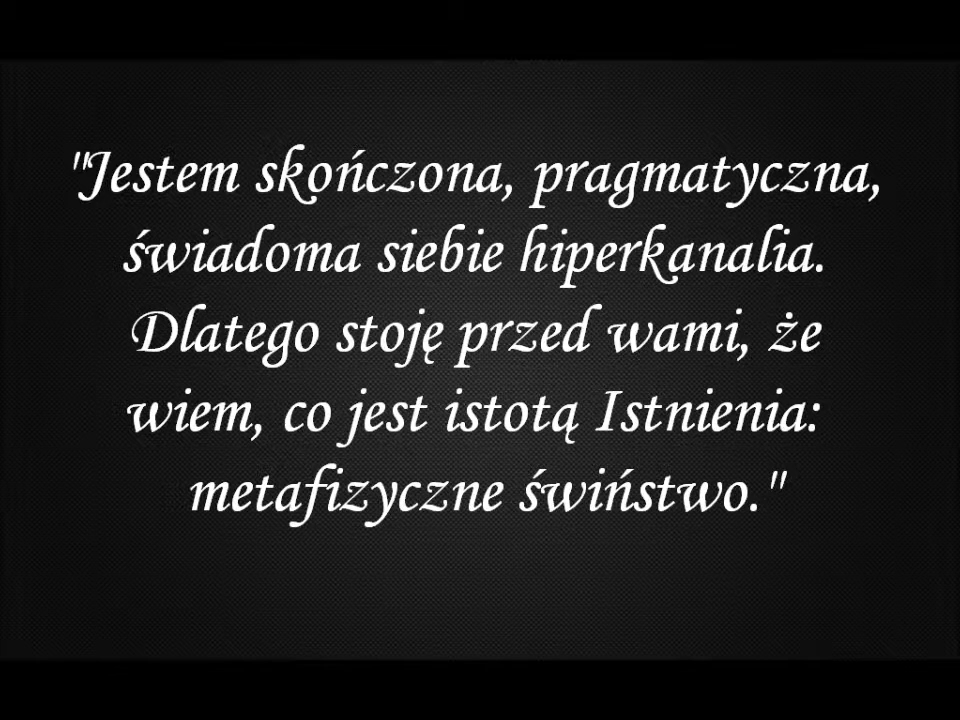 "Jestem skończona, pragmatyczna,
świadoma siebie hiperkanalia.
Dlatego stoję przed wami, że
wiem, co jest istotą Istnienia:
metafizyczne świństwo."